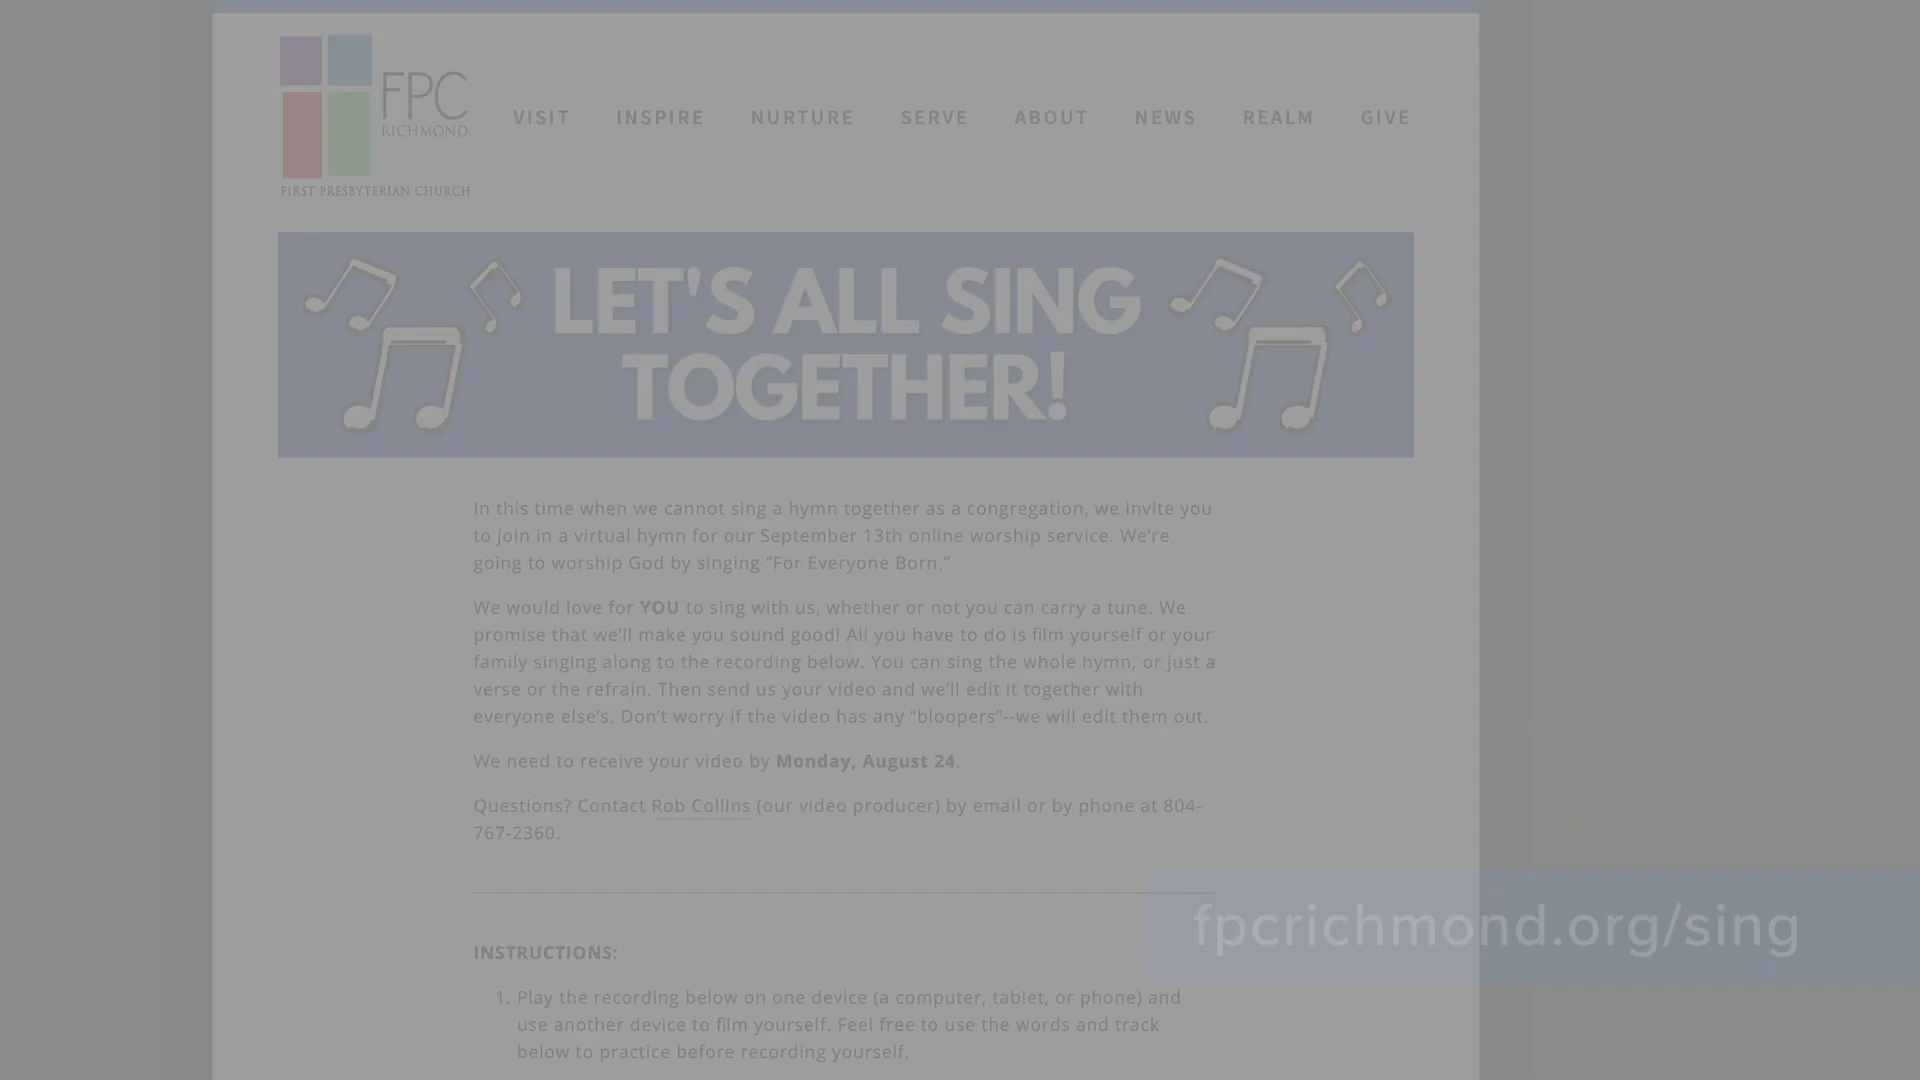 FPC
RICHMOND
FIRST PRESBYTERIAN CHURCH
VISIT INSPIRE NURTURE SERVE ABOUT NEWS REALM GIVE
LET'S ALL SING
TOGETHER!
In this time when we cannot sing a hymn together as a congregation, we invite you
to join in a virtual hymn for our September 13th online worship service. We’re
going to worship God by singing “For Everyone Born.”
We would love for YOU to sing with us, whether or not you can carry a tune. We
promise that we’ll make you sound good! All you have to do is film yourself or your
family singing along to the recording below. You can sing the whole hymn, or just a
verse or the refrain. Then send us your video and we’ll edit it together with
everyone else’s. Don’t worry if the video has any “bloopers”--we will edit them out.
We need to receive your video by Monday, August 24.
Questions? Contact Rob Collins (our video producer) by email or by phone at 804-
767-2360.
fpcrichmond.org/sing
INSTRUCTIONS:
1. Play the recording below on one device (a computer, tablet, or phone) and
use another device to film yourself. Feel free to use the words and track
below to practice before recording yourself.